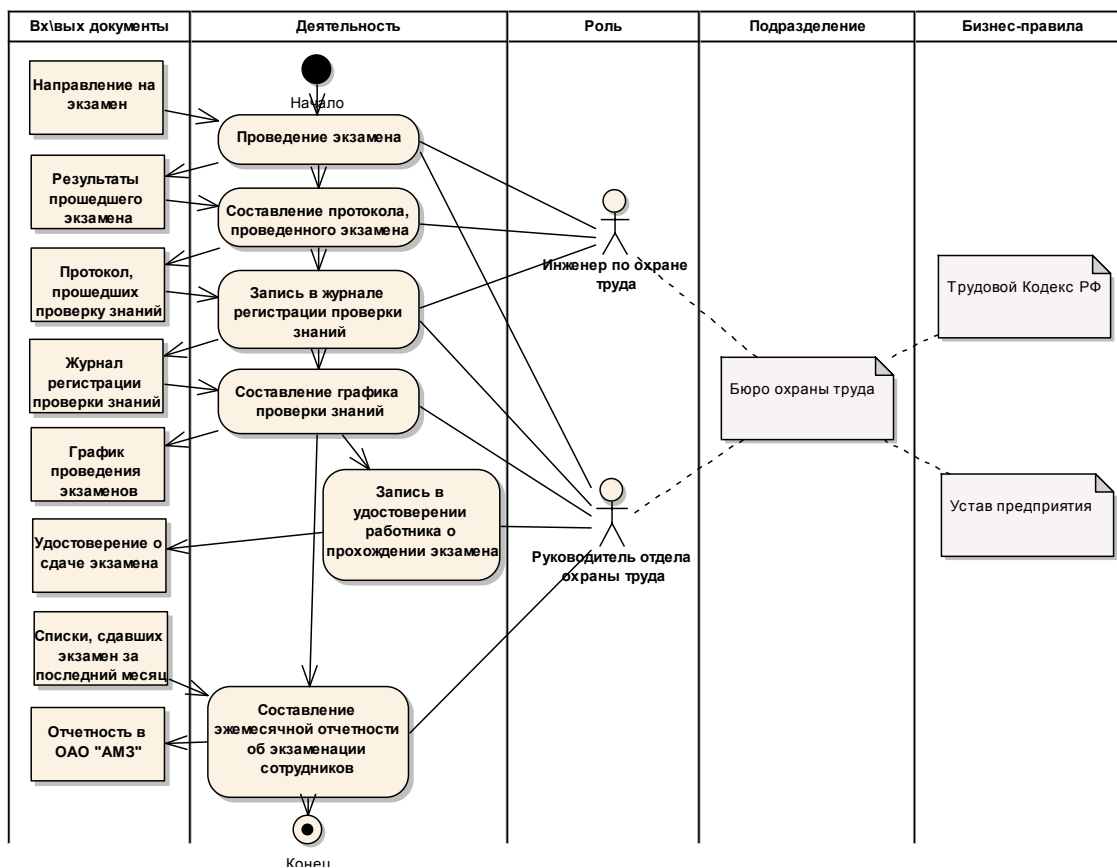 Вх\вых документы
Деятельность
Роль
Подразделение
Бизнес-правила
Направление на
экзамен
Результаты
прошедшего
экзамена
Протокол,
прошедших
проверку знаний
Журнал
регистрации
проверки знаний
График
проведения
экзаменов
Удостоверение о
сдаче экзамена
Списки, сдавших
экзамен за
последний месяц
Отчетность в
ОАО "АМЗ"
Начало
Проведение экзамена
Составление протокола,
проведенного экзамена
Запись в журнале
регистрации проверки
знаний
Составление графика
проверки знаний
Запись в
удостоверении
работника о
прохождении экзамена
Составление
ежемесячной отчетности
об экзаменации
сотрудников
Конец
Инженер по охране
труда
Руководитель отдела
охраны труда
Бюро охраны труда
Трудовой Кодекс РФ
Устав предприятия